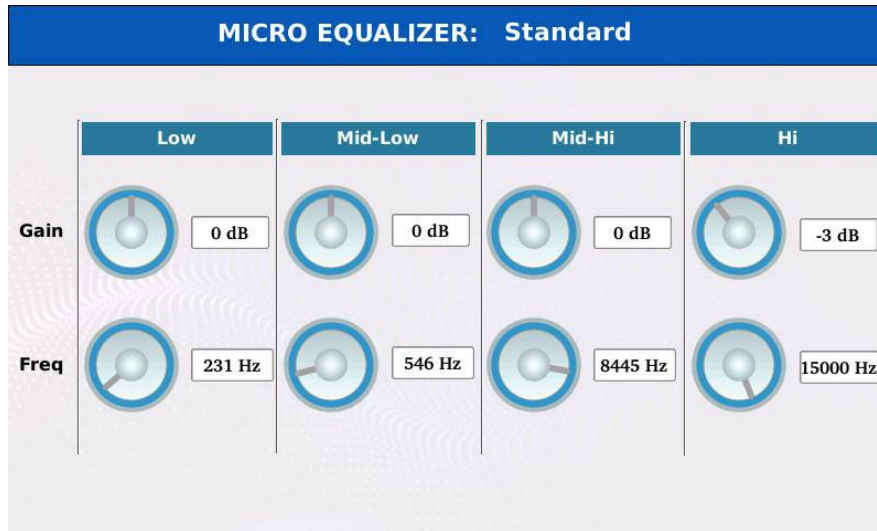 MICRO EQUALIZER: Standard
Low Mid-Low Mid-Hi Hi
Gain 0 dB 0 dB 0 dB -3 dB
Freq 231 Hz 546 Hz 8445 Hz 15000 Hz